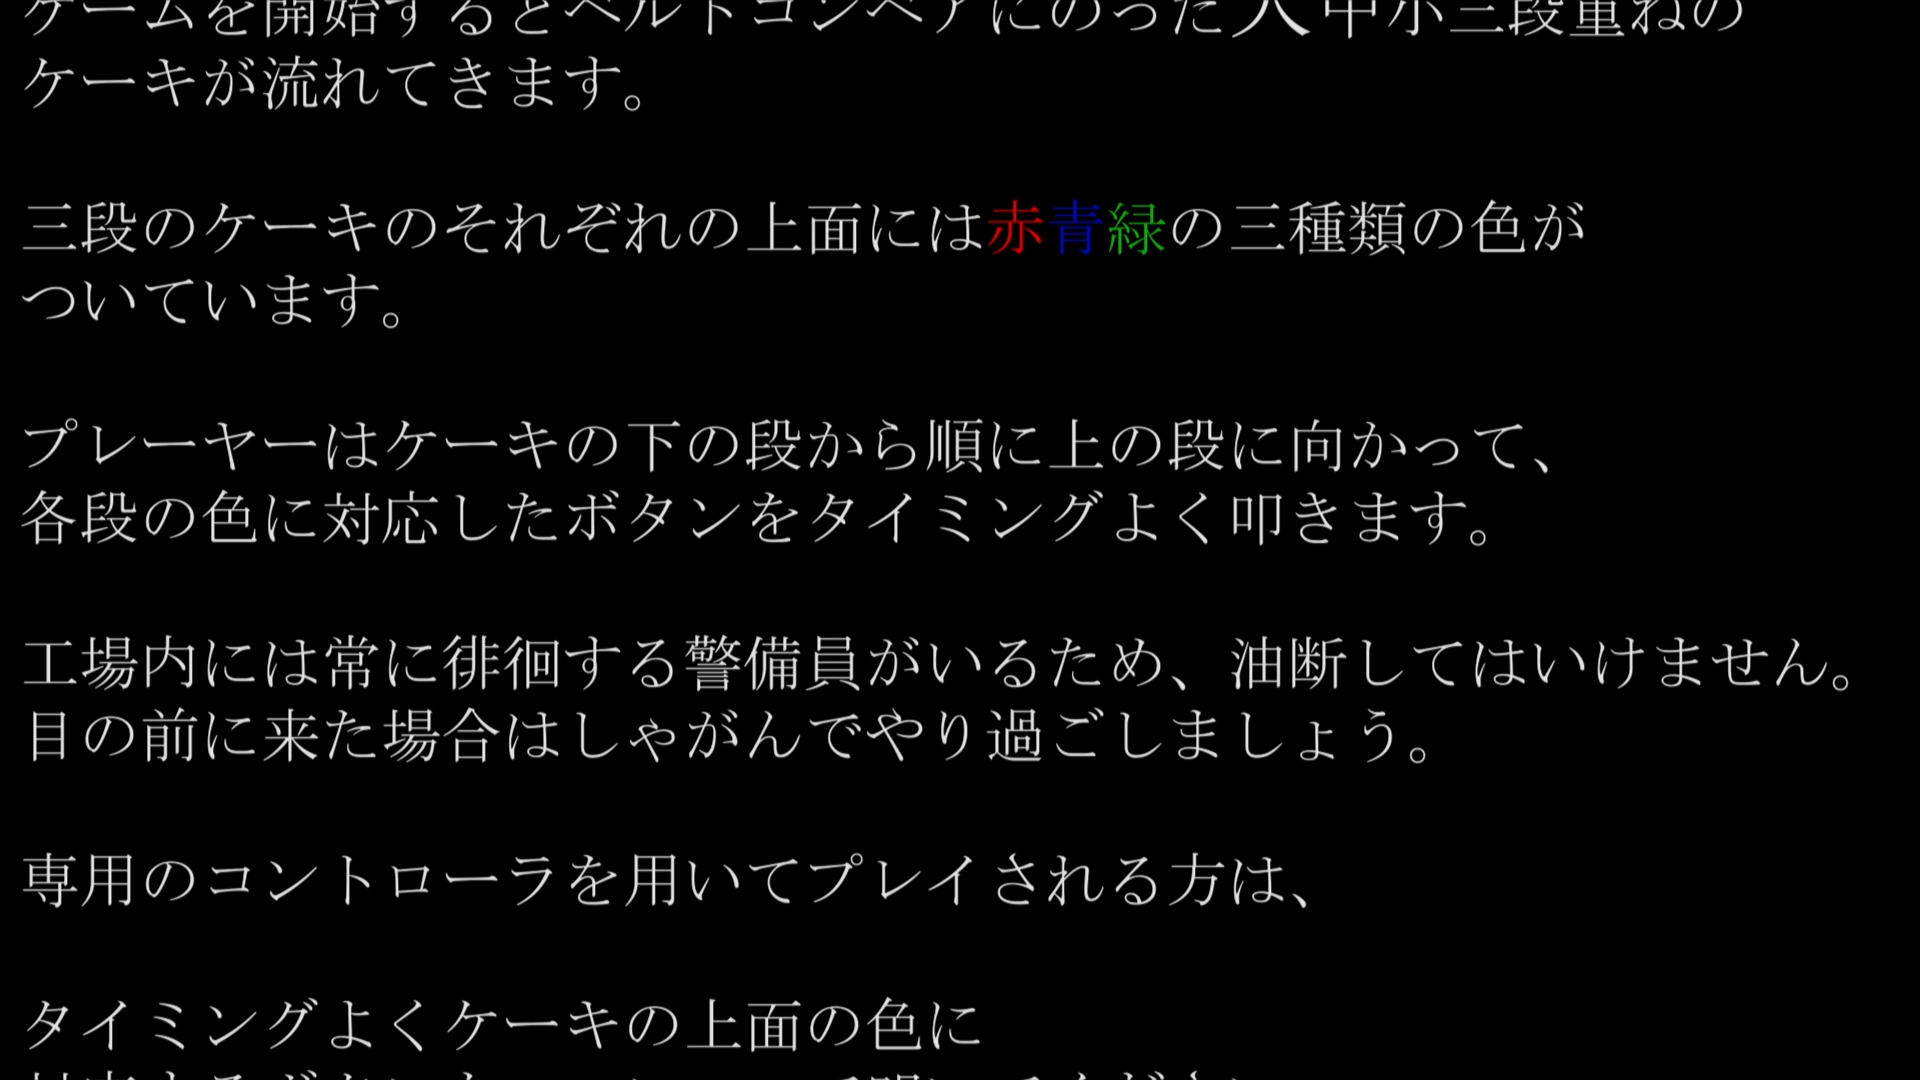 ゲームを開始するとベルトコンベアにのった大中小三段重ねの
ケーキが流れてきます。
三段のケーキのそれぞれの上面には赤青緑の三種類の色が
ついています。
プレーヤーはケーキの下の段から順に上の段に向かって、
各段の色に対応したボタンをタイミングよく叩きます。
工場内には常に徘徊する警備員がいるため、油断してはいけません。
目の前に来た場合はしゃがんでやり過ごしましょう。
専用のコントローラを用いてプレイされる方は、
タイミングよくケーキの上面の色に